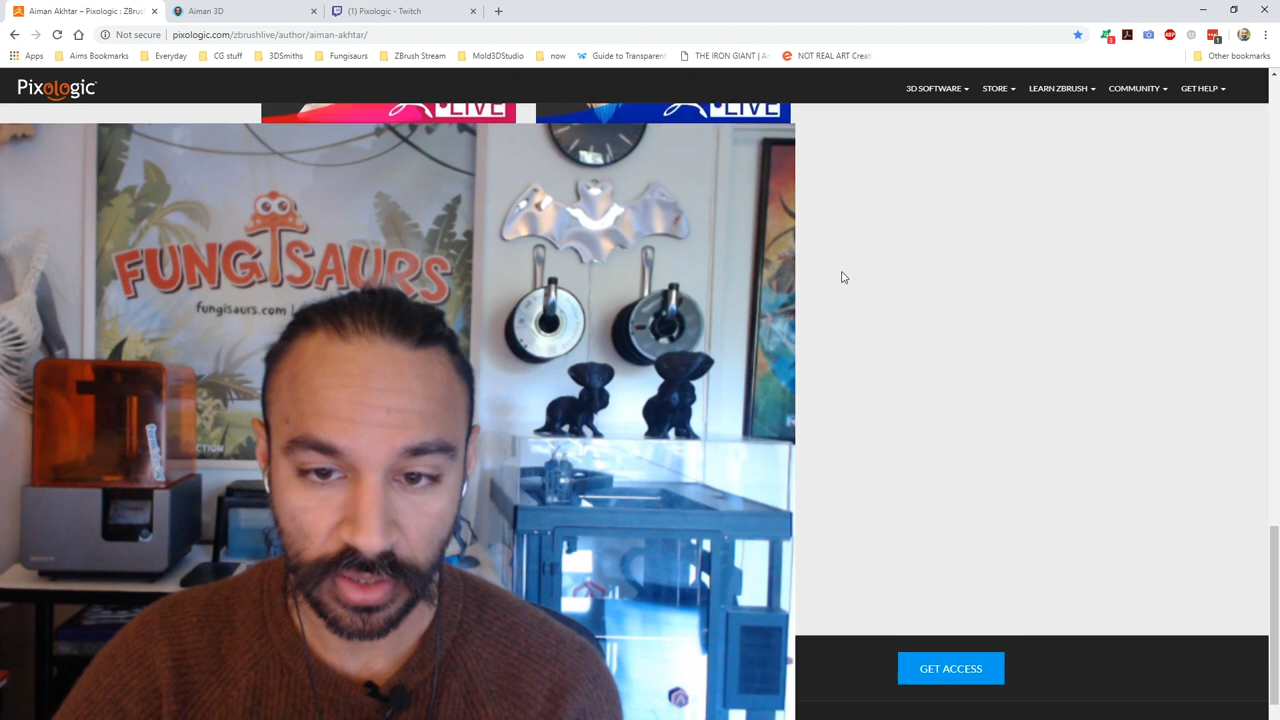 Aiman Akhtar – Pixologic : ZBrus
Aiman 3D
(1) Pixologic - Twitch
Not secure
pixologic.com/zbrushlive/author/aiman-akhtar/
Apps
Aims Bookmarks
Everyday
CG stuff
3DSmiths
Fungisaurs
ZBrush Stream
Mold3DStudio
now
Guide to Transparent
THE IRON GIANT | A
NOT REAL ART Creat
Other bookmarks
Pixologic
3D SOFTWARE
STORE
LEARN ZBRUSH
COMMUNITY
GET HELP
LIVE
LIVE
FUNGISAURS
fungisaurs.com |
GET ACCESS